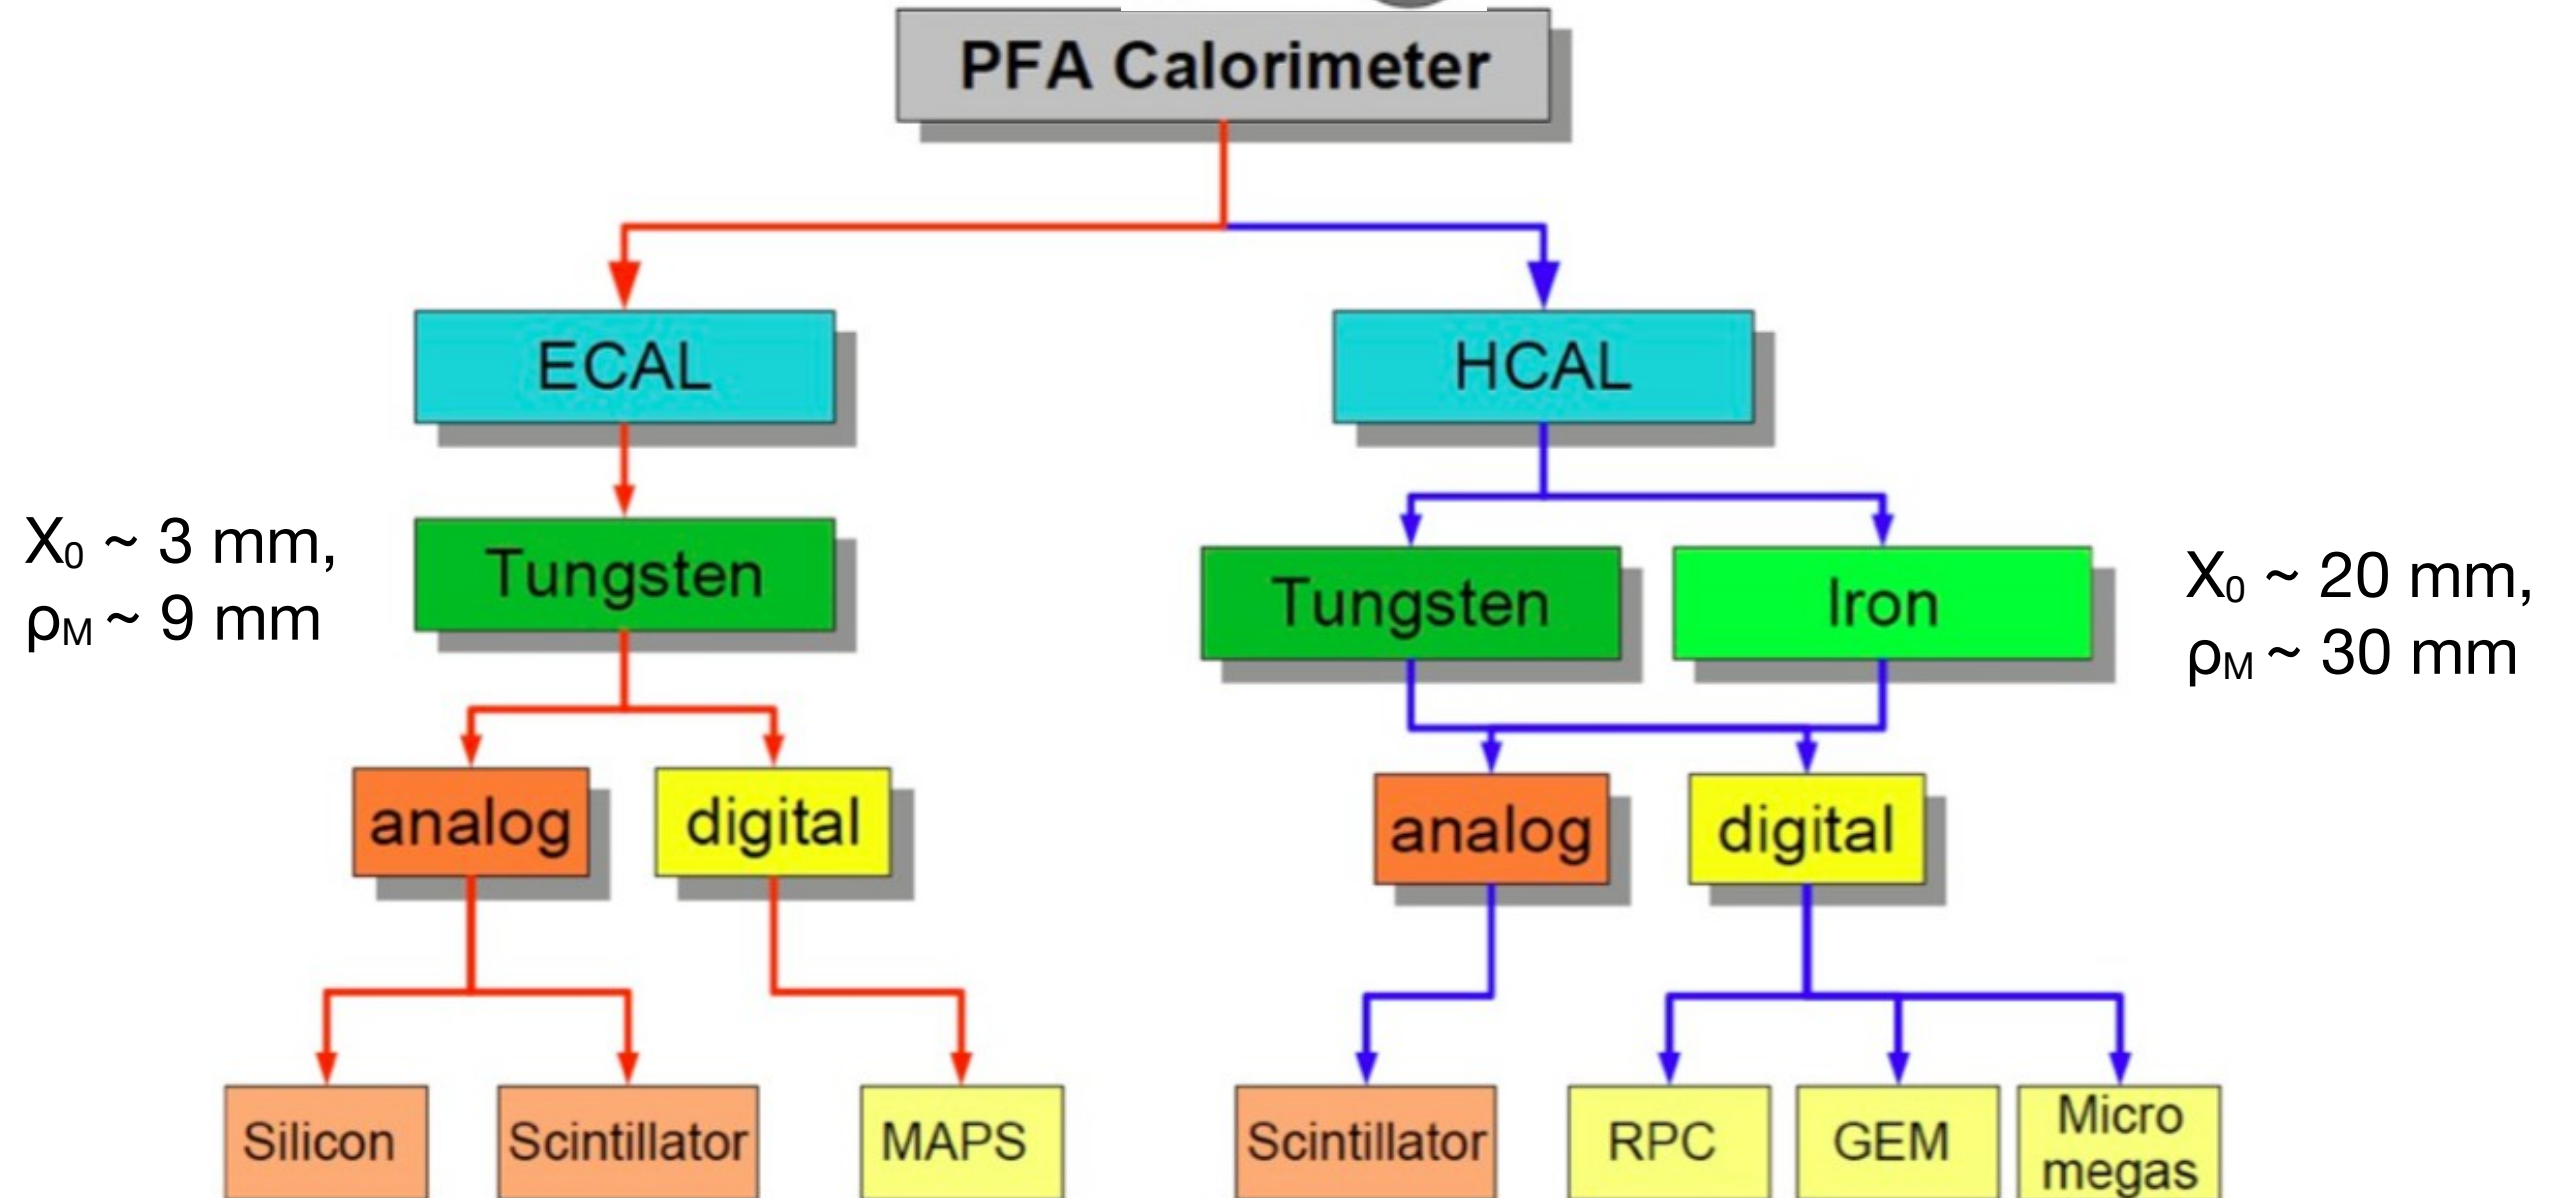 PFA Calorimeter
ECAL
HCAL
X₀ ~ 3 mm,
ρM ~ 9 mm
Tungsten
Tungsten
Iron
X₀ ~ 20 mm,
ρM ~ 30 mm
analog
digital
analog
digital
Silicon
Scintillator
MAPS
Scintillator
RPC
GEM
Micro
megas